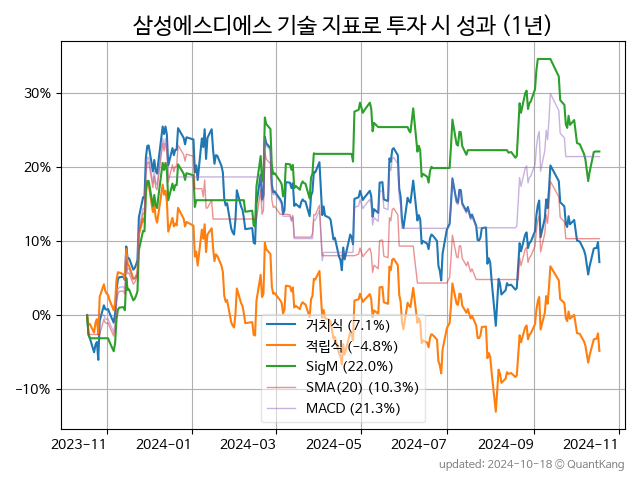 삼성에스디에스 기술 지표로 투자 시 성과 (1년)
30%
20%
10%
0%
−10%
거치식 (7.1%)
적립식 (-4.8%)
SigM (22.0%)
SMA(20) (10.3%)
MACD (21.3%)
2023-11
2024-01
2024-03
2024-05
2024-07
2024-09
2024-11
updated: 2024-10-18 © QuantKang